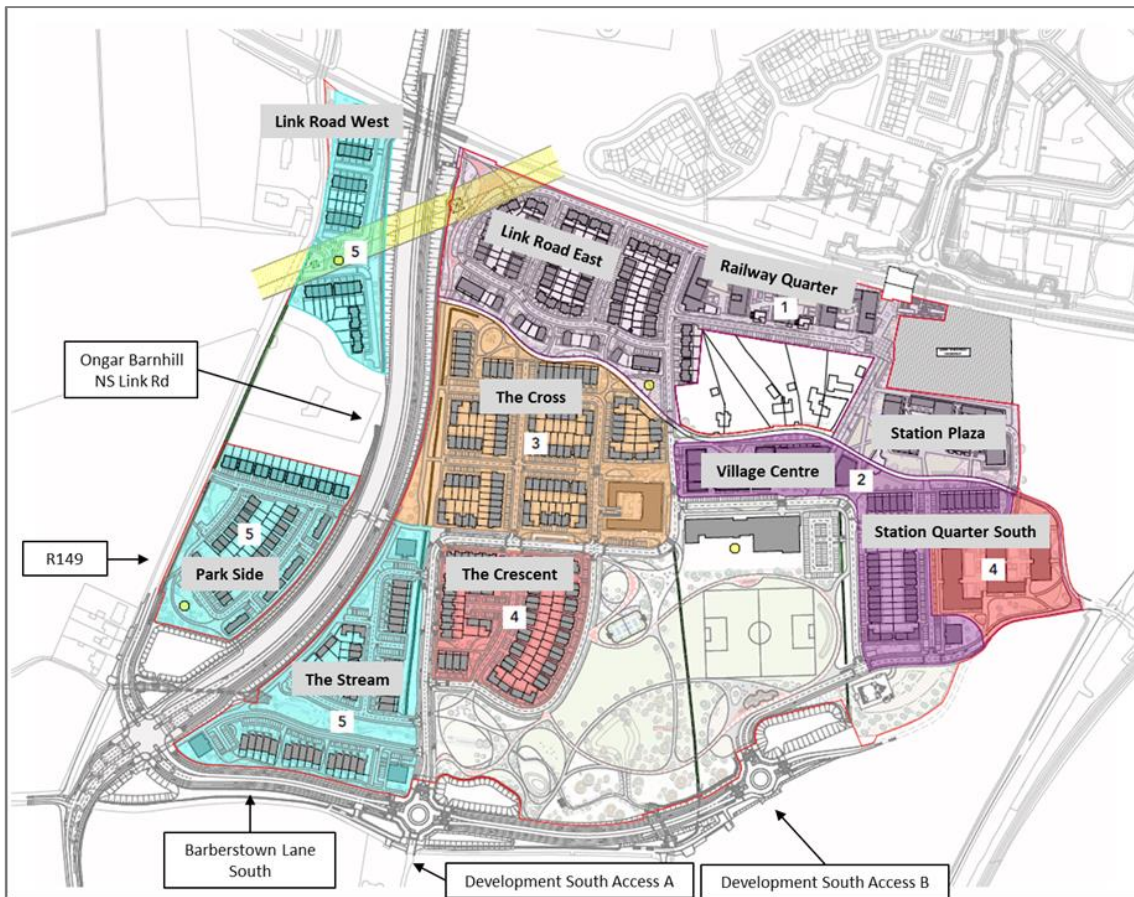 Link Road West
5
Link Road East
Railway Quarter
1
Ongar Barnhill
NS Link Rd
The Cross
3
Station Plaza
Village Centre
2
Station Quarter South
4
R149
5
Park Side
The Crescent
4
The Stream
5
Barberstown Lane
South
Development South Access A
Development South Access B